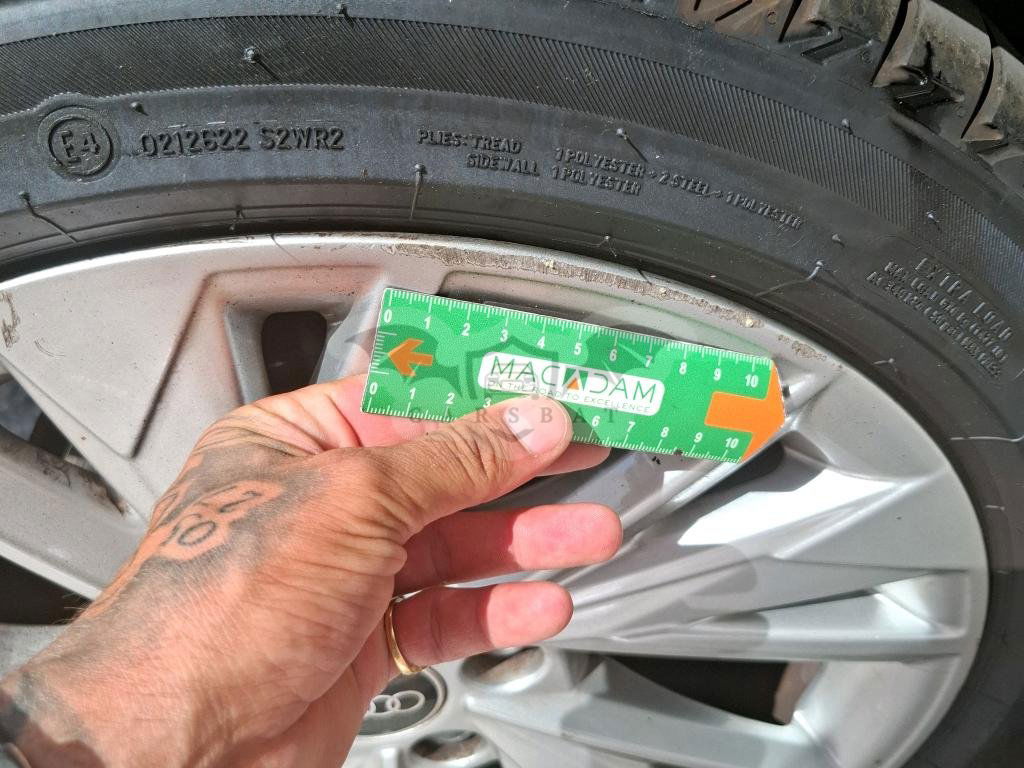 E4
0212622 S2WR2
PLIES: TREAD 1 POLYESTER + 2 STEEL + 1 POLYESTER
SIDEWALL 1 POLYESTER
EXTRA LOAD
0 1 2 3 4 5 6 7 8 9 10
MACADAM
ON THE ROAD TO EXCELLENCE
CARSBAT
0 1 2 3 6 7 8 9 10